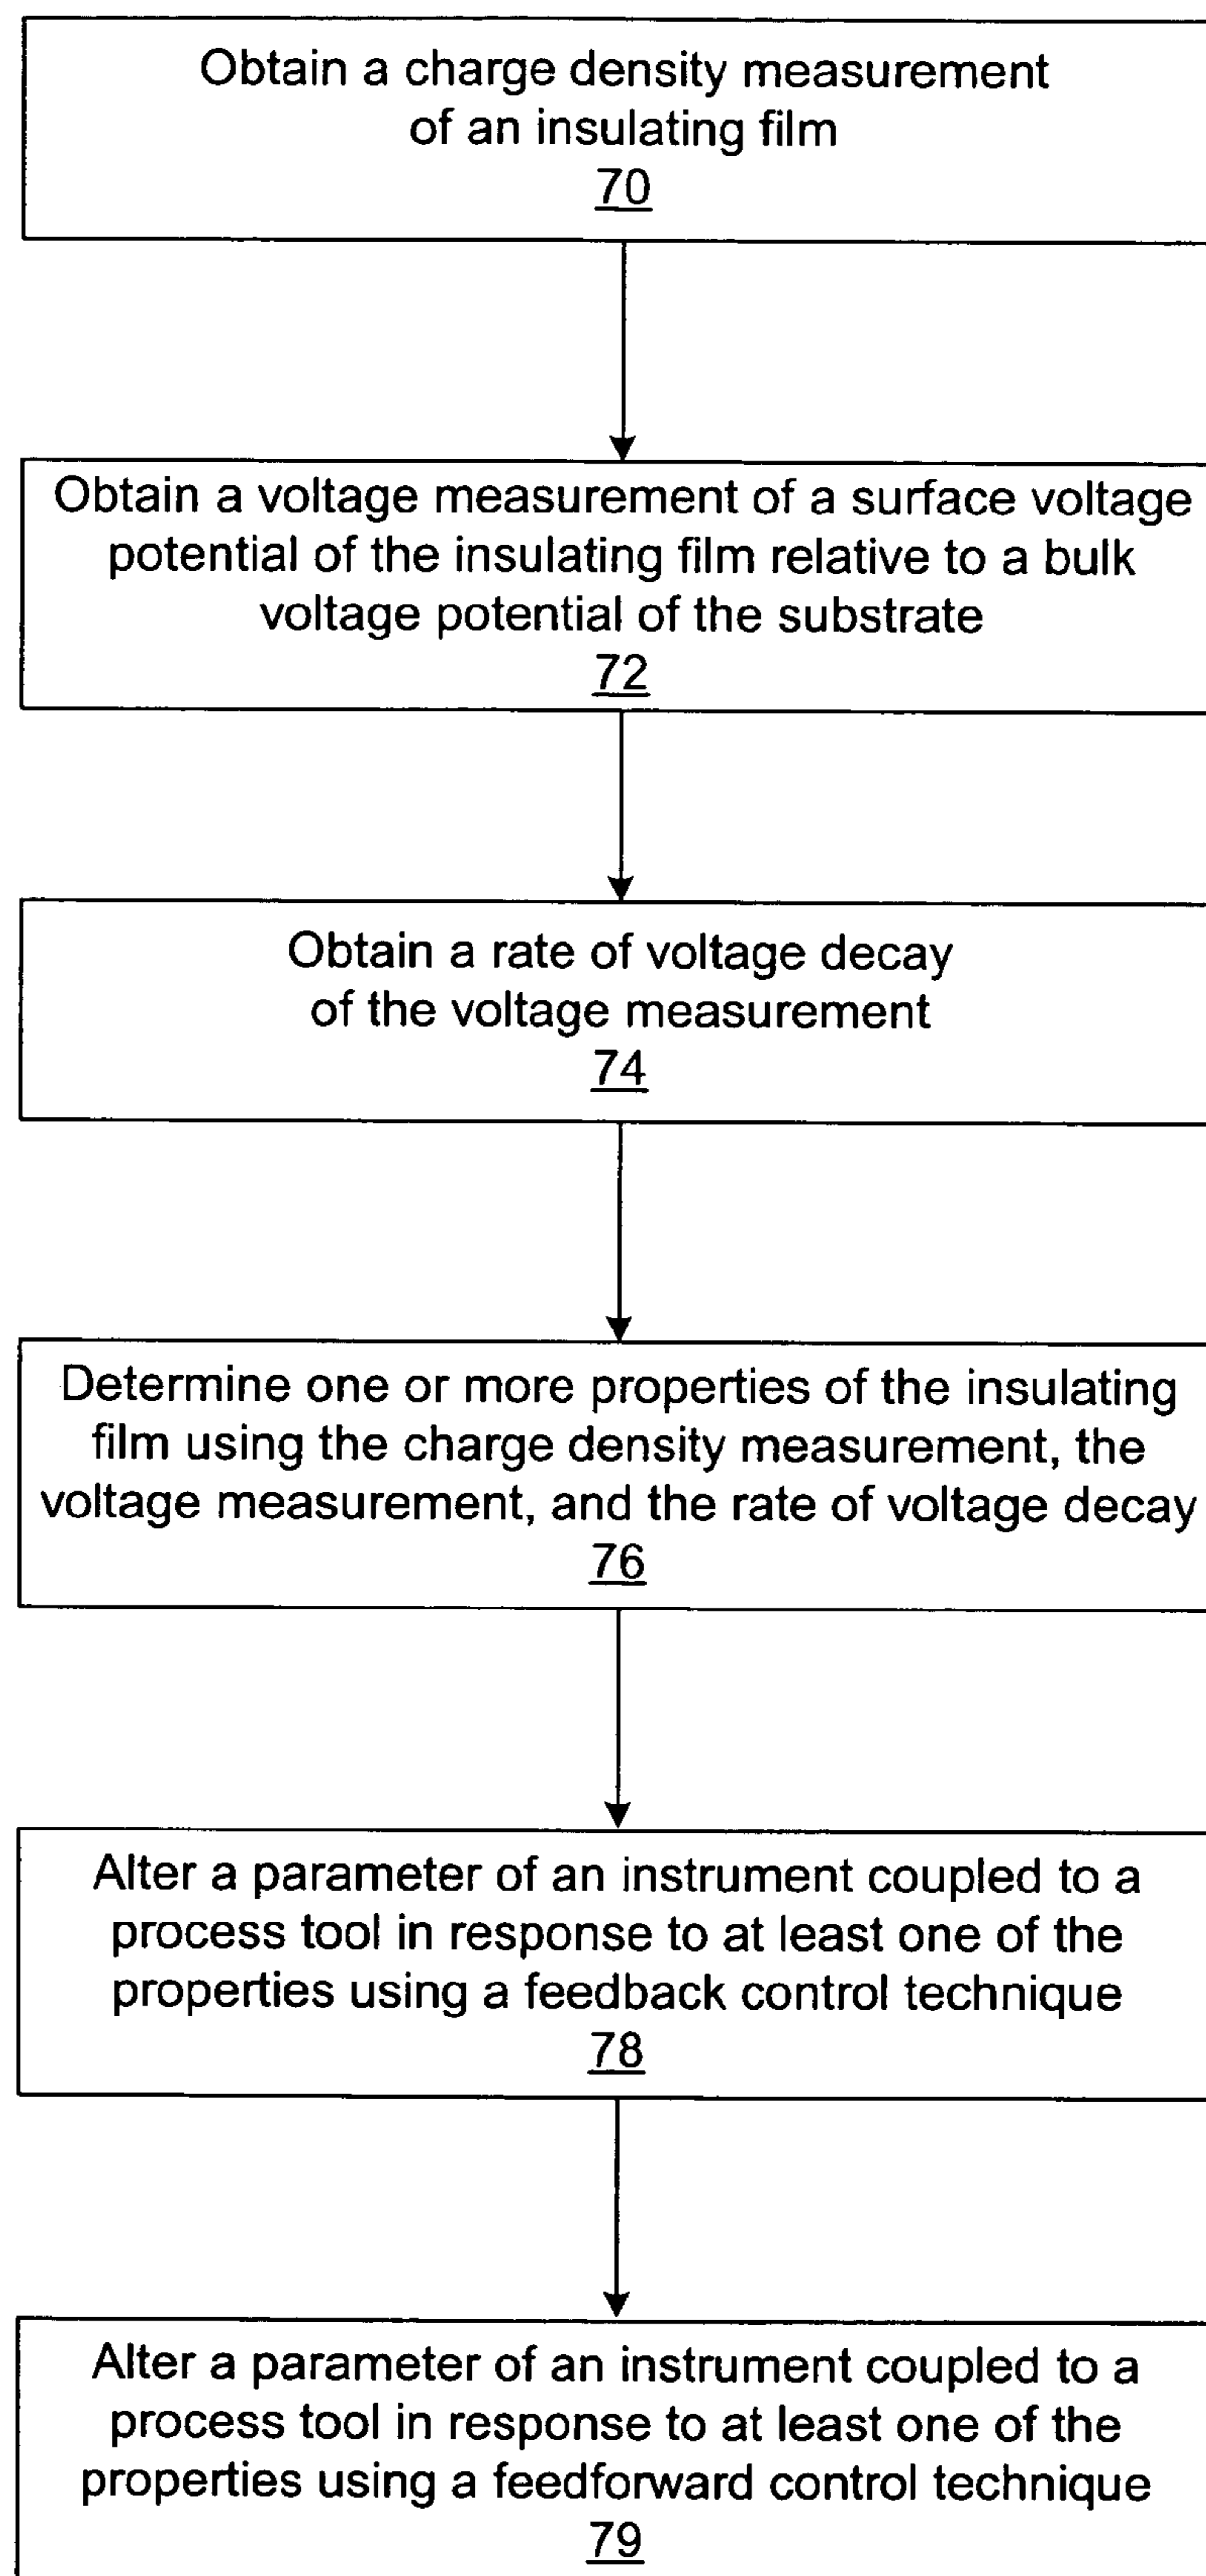 Obtain a charge density measurement
of an insulating film
70
Obtain a voltage measurement of a surface voltage
potential of the insulating film relative to a bulk
voltage potential of the substrate
72
Obtain a rate of voltage decay
of the voltage measurement
74
Determine one or more properties of the insulating
film using the charge density measurement, the
voltage measurement, and the rate of voltage decay
76
Alter a parameter of an instrument coupled to a
process tool in response to at least one of the
properties using a feedback control technique
78
Alter a parameter of an instrument coupled to a
process tool in response to at least one of the
properties using a feedforward control technique
79